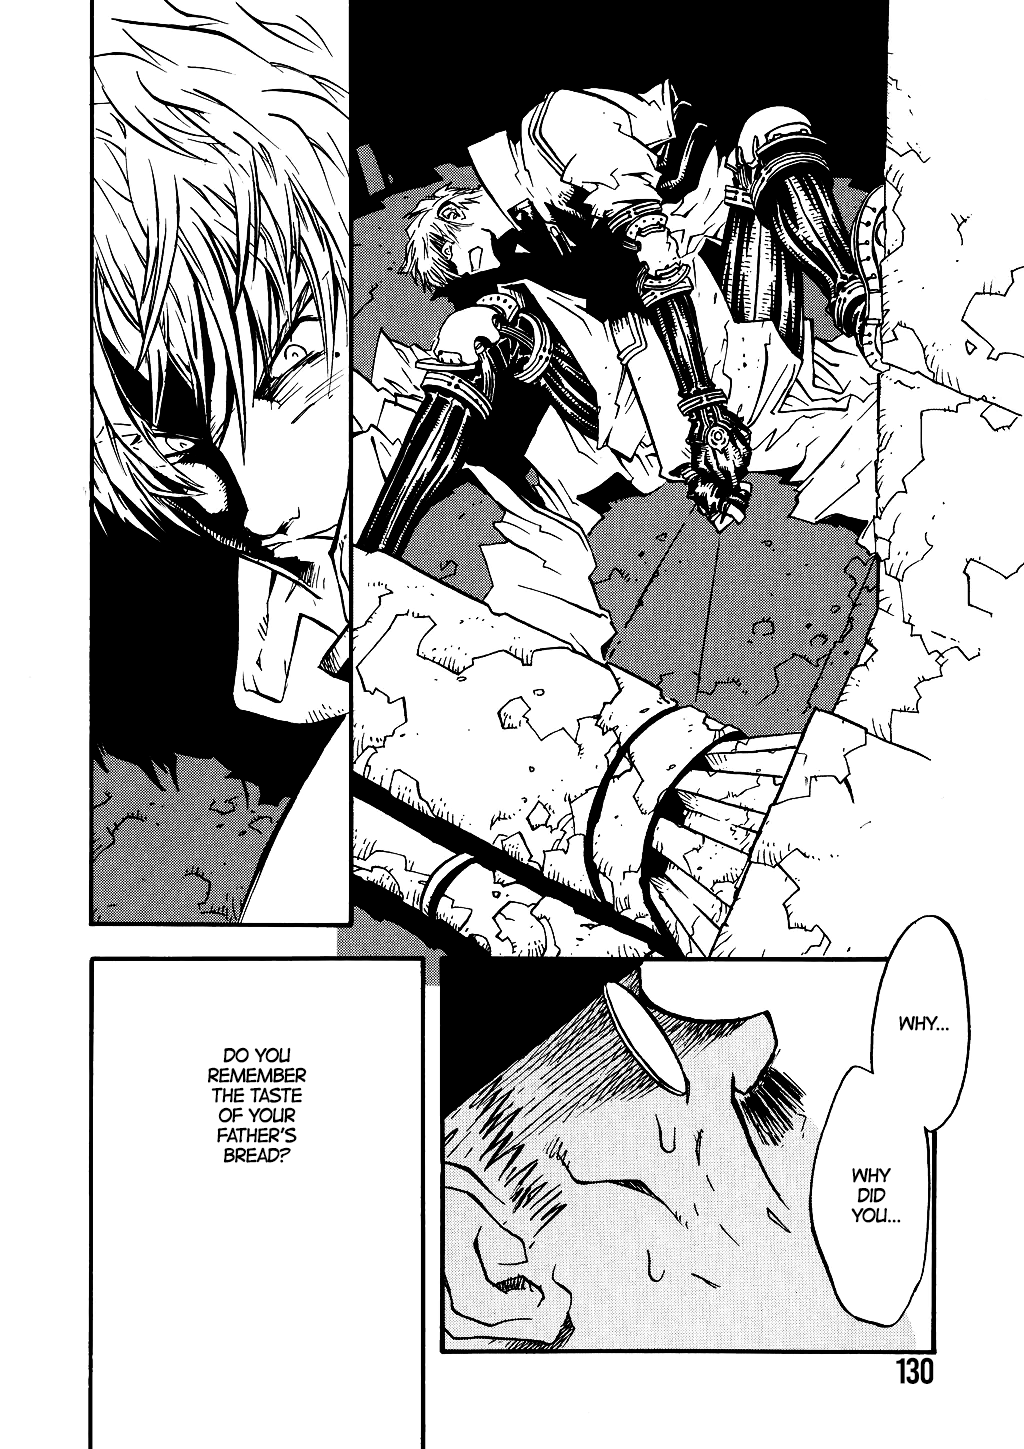 WHY...
WHY
DID
YOU...
DO YOU
REMEMBER
THE TASTE
OF YOUR
FATHER'S
BREAD?
130